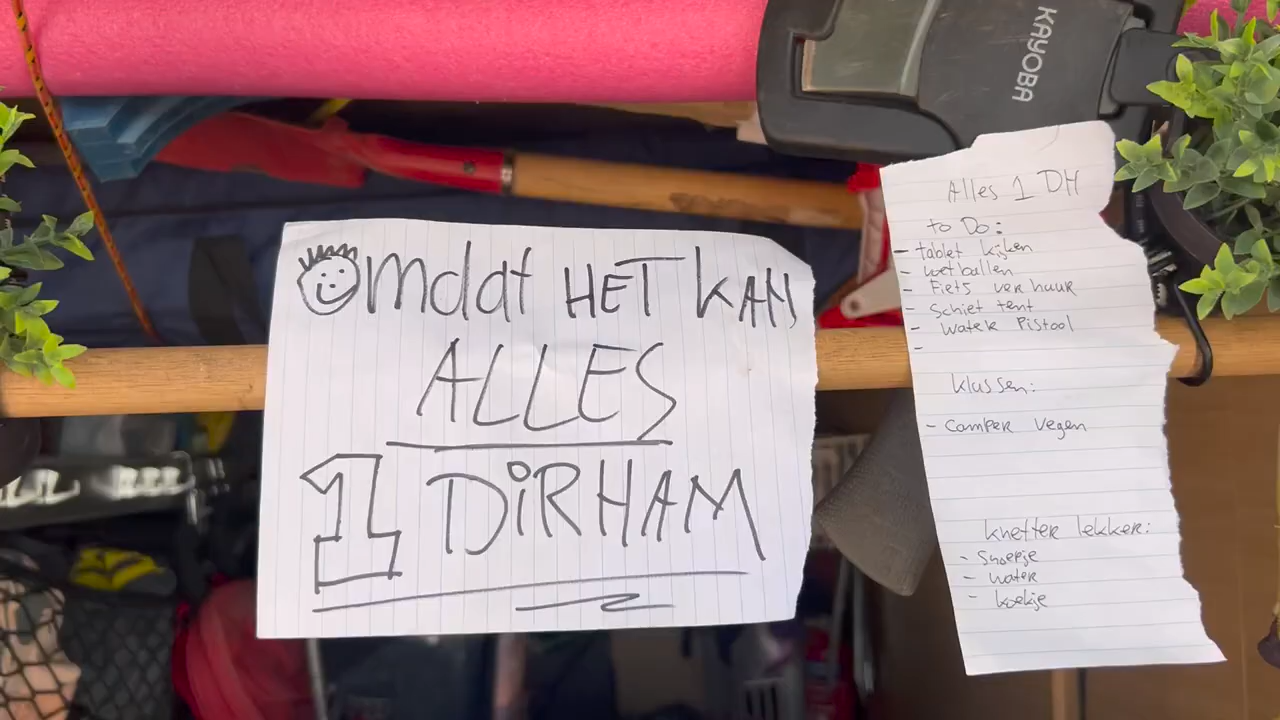 Omdat HET KAN
ALLES
1 DiRHAM
KAYOBA
Alles 1 DH
to Do:
- tablet kijken
- wetballen
- Fiets verhuur
- Schiet tent
- water Pistool
-
klussen:
- camper vegen
knetter lekker:
- Snoepje
- water
- koekje